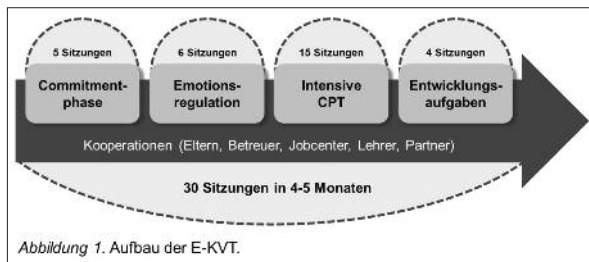 5 Sitzungen
6 Sitzungen
15 Sitzungen
4 Sitzungen
Commitment-
phase
Emotions-
regulation
Intensive
CPT
Entwicklungs-
aufgaben
Kooperationen (Eltern, Betreuer, Jobcenter, Lehrer, Partner)
30 Sitzungen in 4-5 Monaten
Abbildung 1. Aufbau der E-KVT.